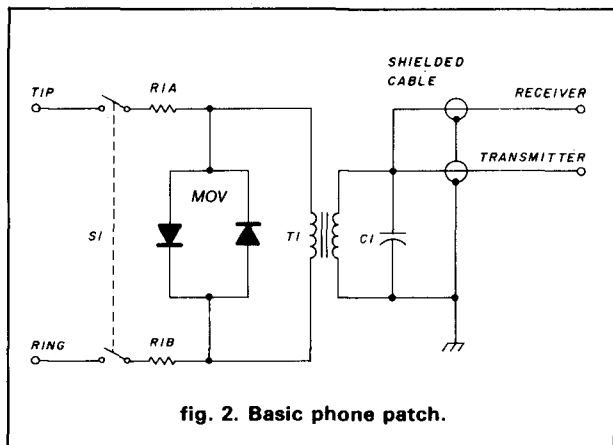 SHIELDED
CABLE
TIP
R1A
RECEIVER
TRANSMITTER
MOV
S1
T1
C1
RING
R1B
fig. 2. Basic phone patch.